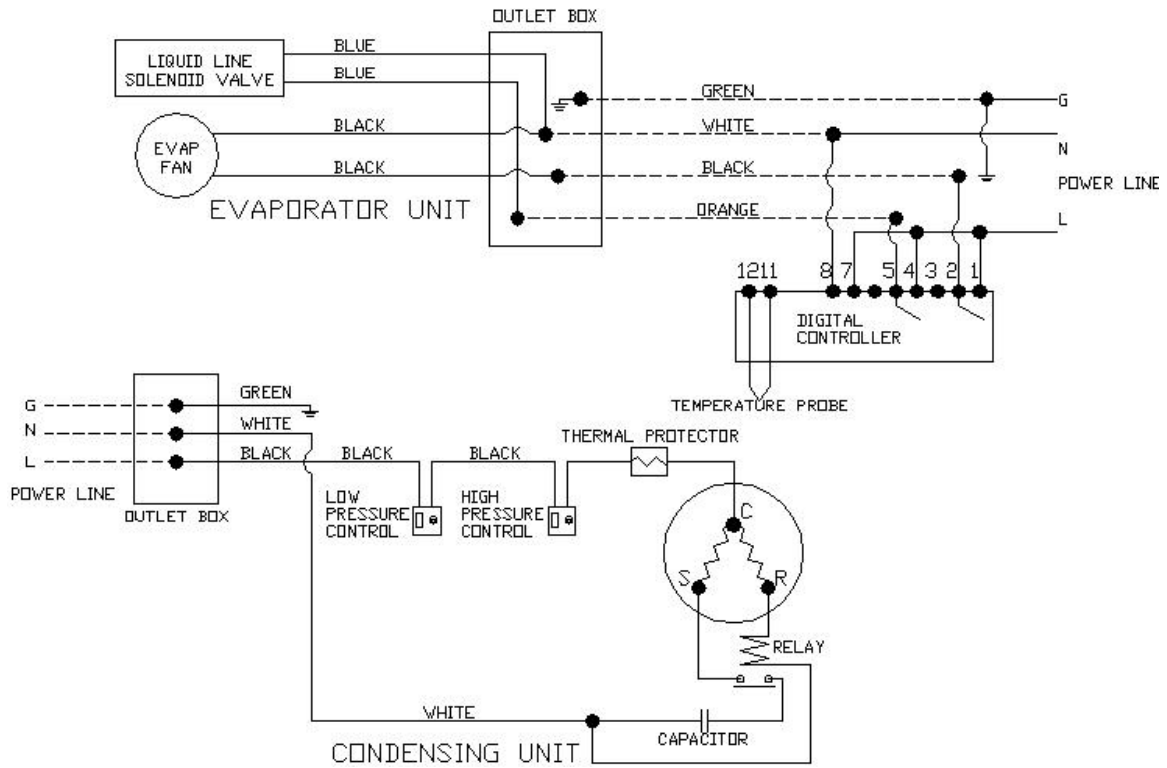 OUTLET BOX
LIQUID LINE
SOLENOID VALVE
BLUE
BLUE
GREEN
G
BLACK
WHITE
EVAP
FAN
N
BLACK
BLACK
POWER LINE
EVAPORATOR UNIT
ORANGE
L
12 11 8 7 5 4 3 2 1
DIGITAL
CONTROLLER
TEMPERATURE PROBE
G
GREEN
N
WHITE
L
BLACK
BLACK
BLACK
THERMAL PROTECTOR
POWER LINE
OUTLET BOX
LOW
PRESSURE
CONTROL
HIGH
PRESSURE
CONTROL
C
S
R
RELAY
WHITE
CAPACITOR
CONDENSING UNIT